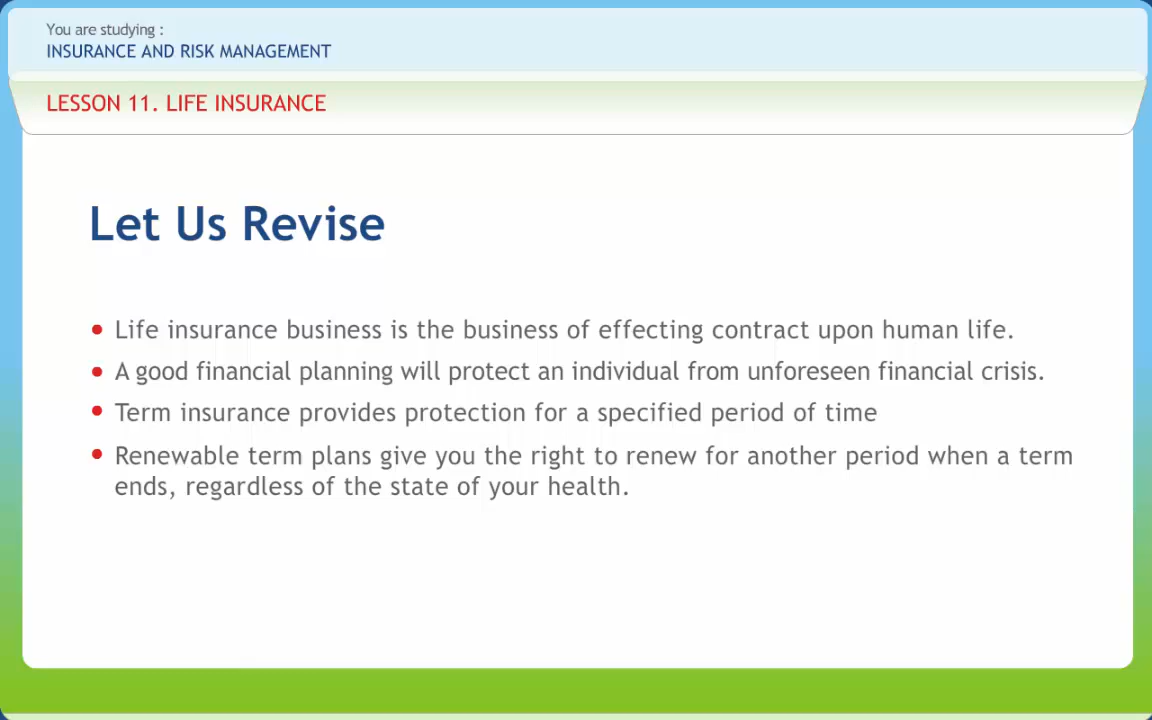 You are studying :
INSURANCE AND RISK MANAGEMENT
LESSON 11. LIFE INSURANCE
Let Us Revise
• Life insurance business is the business of effecting contract upon human life.
• A good financial planning will protect an individual from unforeseen financial crisis.
• Term insurance provides protection for a specified period of time
• Renewable term plans give you the right to renew for another period when a term
ends, regardless of the state of your health.